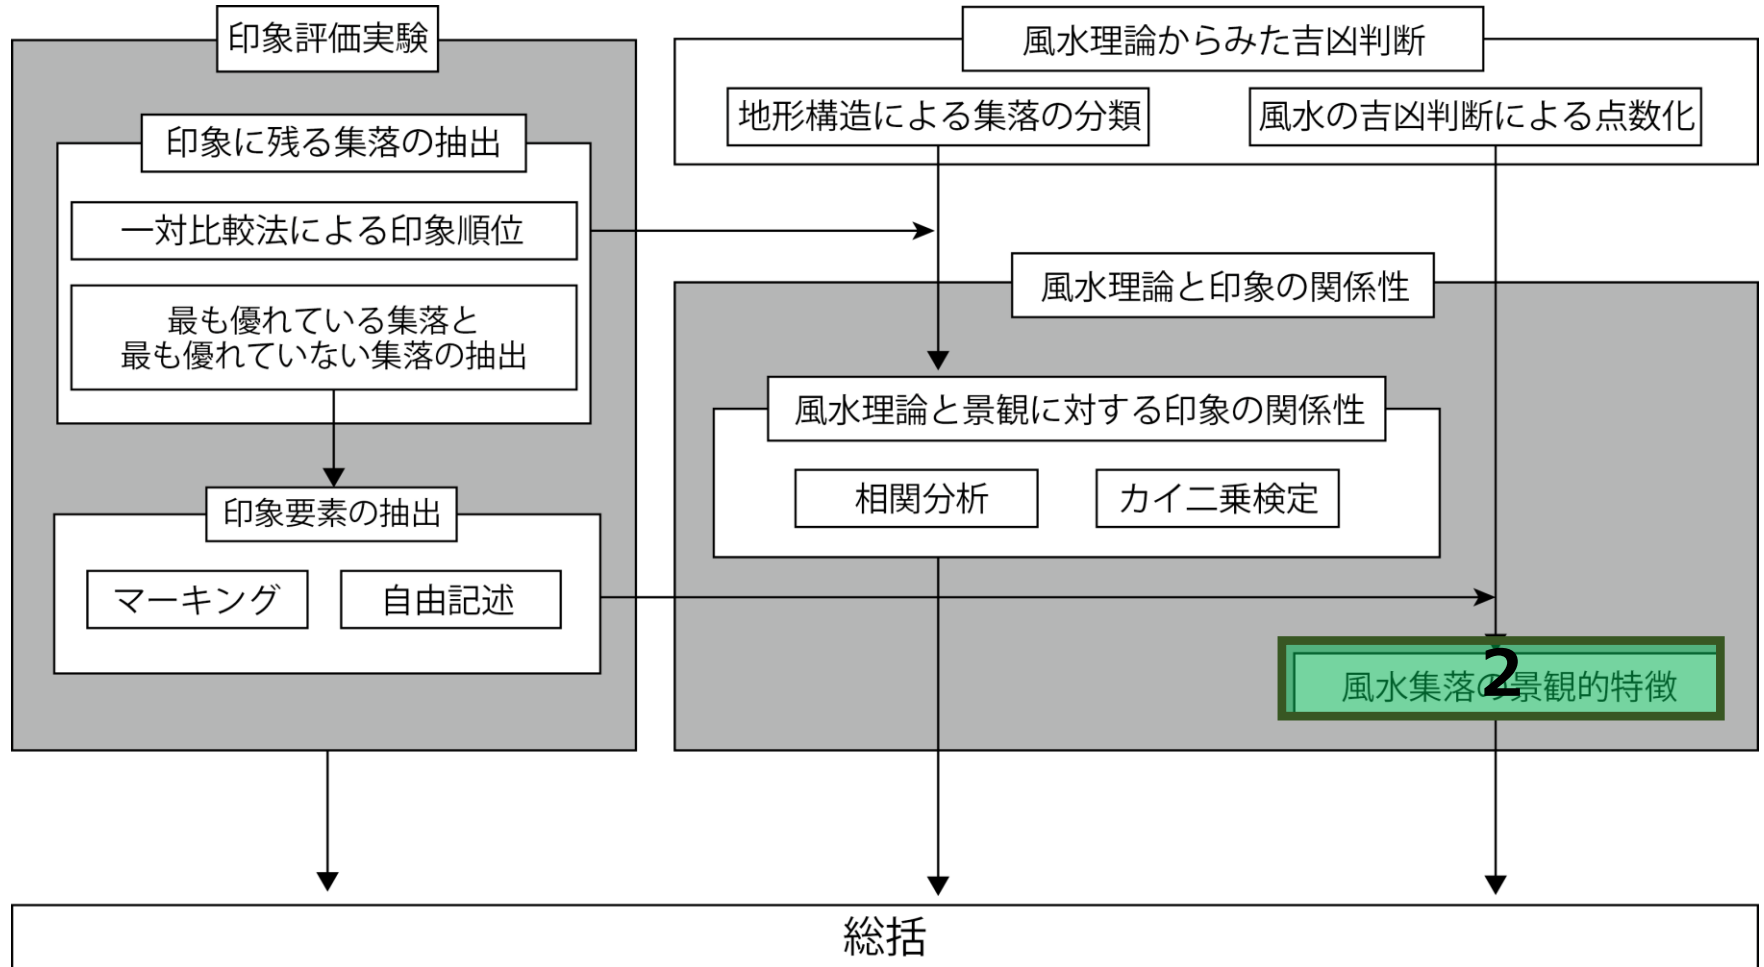 印象評価実験
印象に残る集落の抽出
一対比較法による印象順位
最も優れている集落と
最も優れていない集落の抽出
印象要素の抽出
マーキング
自由記述
風水理論からみた吉凶判断
地形構造による集落の分類
風水の吉凶判断による点数化
風水理論と印象の関係性
風水理論と景観に対する印象の関係性
相関分析
カイ二乗検定
2
風水集落の景観的特徴
総括